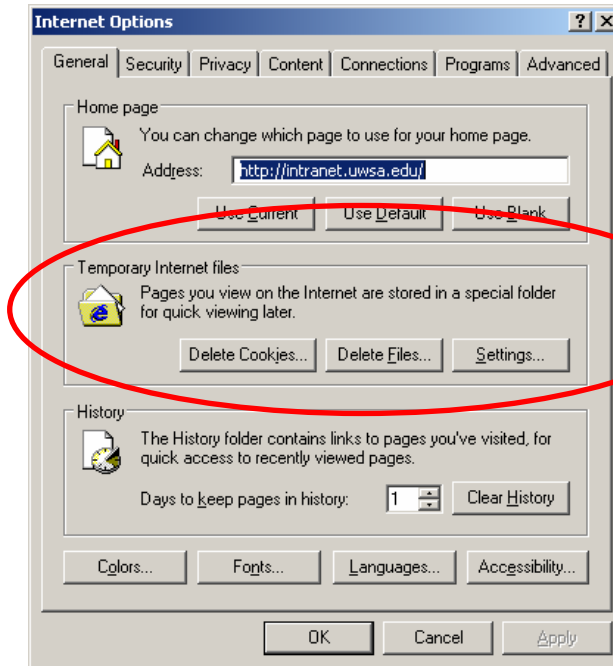 Internet Options
General Security Privacy Content Connections Programs Advanced
Home page
You can change which page to use for your home page.
Address: http://intranet.uwsa.edu/
Use Current Use Default Use Blank
Temporary Internet files
Pages you view on the Internet are stored in a special folder
for quick viewing later.
Delete Cookies... Delete Files... Settings...
History
The History folder contains links to pages you've visited, for
quick access to recently viewed pages.
Days to keep pages in history: 1 Clear History
Colors... Fonts... Languages... Accessibility...
OK Cancel Apply